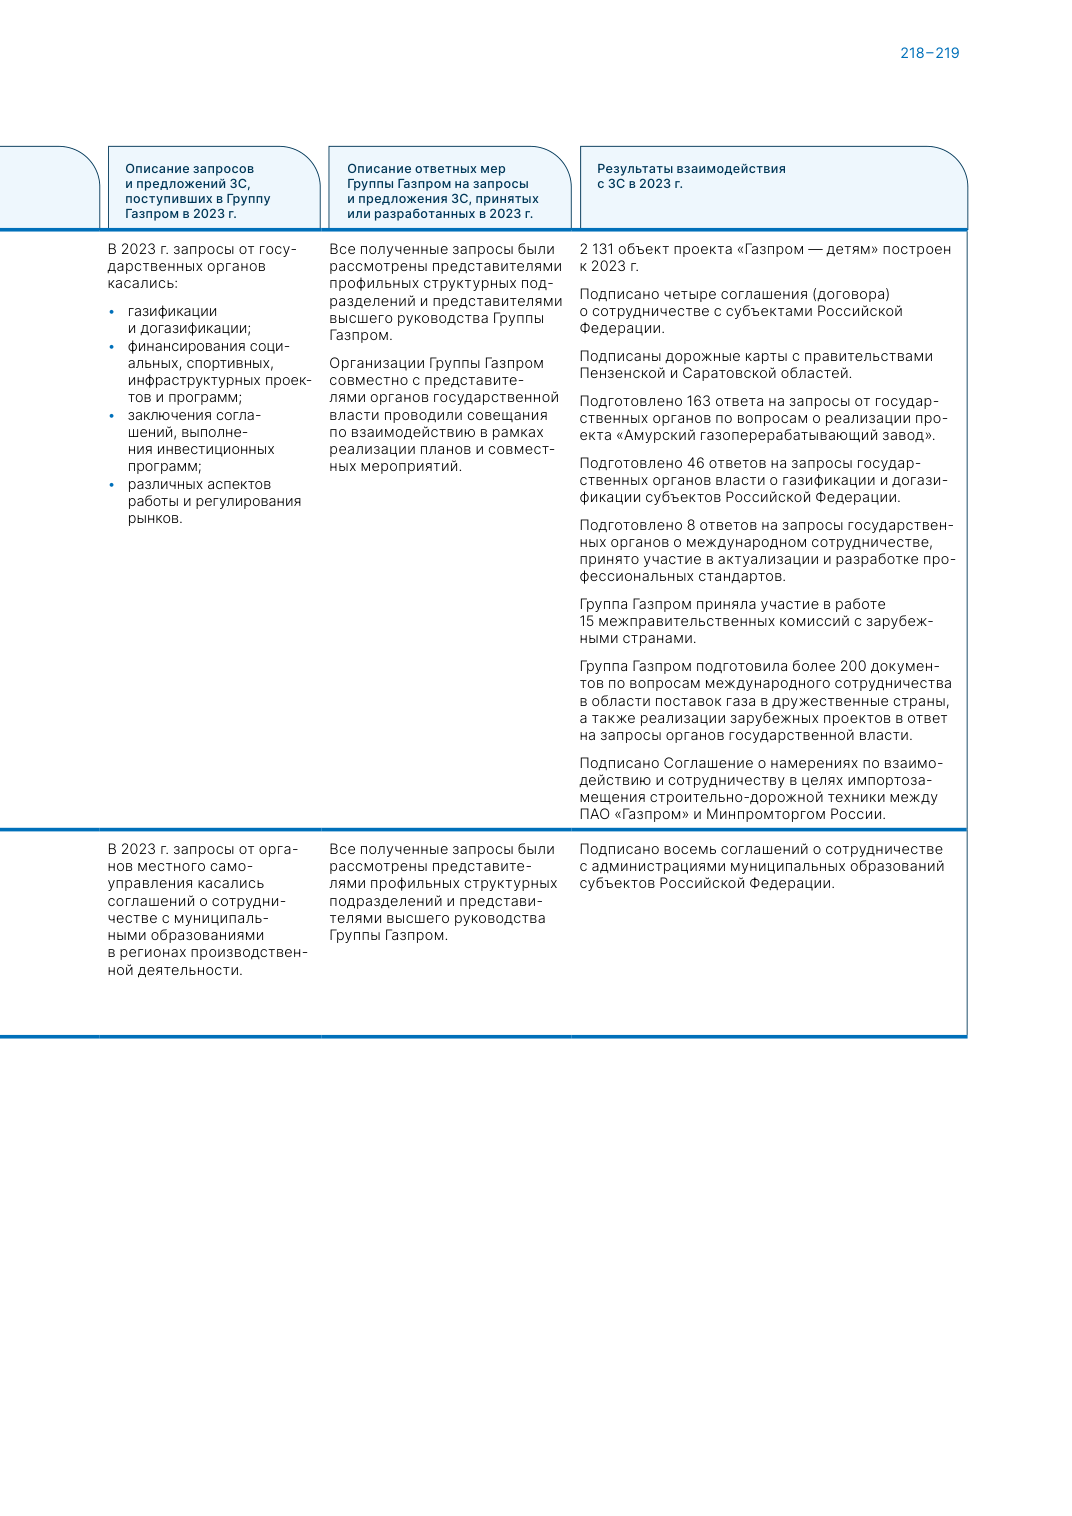 218–219
Описание запросов
и предложений ЗС,
поступивших в Группу
Газпром в 2023 г.
Описание ответных мер
Группы Газпром на запросы
и предложения ЗС, принятых
или разработанных в 2023 г.
Результаты взаимодействия
с ЗС в 2023 г.
В 2023 г. запросы от госу-
дарственных органов
касались:
• газификации
и догазификации;
• финансирования соци-
альных, спортивных,
инфраструктурных проек-
тов и программ;
• заключения согла-
шений, выполне-
ния инвестиционных
программ;
• различных аспектов
работы и регулирования
рынков.
Все полученные запросы были
рассмотрены представителями
профильных структурных под-
разделений и представителями
высшего руководства Группы
Газпром.
Организации Группы Газпром
совместно с представите-
лями органов государственной
власти проводили совещания
по взаимодействию в рамках
реализации планов и совмест-
ных мероприятий.
2 131 объект проекта «Газпром — детям» построен
к 2023 г.
Подписано четыре соглашения (договора)
о сотрудничестве с субъектами Российской
Федерации.
Подписаны дорожные карты с правительствами
Пензенской и Саратовской областей.
Подготовлено 163 ответа на запросы от государ-
ственных органов по вопросам о реализации про-
екта «Амурский газоперерабатывающий завод».
Подготовлено 46 ответов на запросы государ-
ственных органов власти о газификации и догази-
фикации субъектов Российской Федерации.
Подготовлено 8 ответов на запросы государствен-
ных органов о международном сотрудничестве,
принято участие в актуализации и разработке про-
фессиональных стандартов.
Группа Газпром приняла участие в работе
15 межправительственных комиссий с зарубеж-
ными странами.
Группа Газпром подготовила более 200 докумен-
тов по вопросам международного сотрудничества
в области поставок газа в дружественные страны,
а также реализации зарубежных проектов в ответ
на запросы органов государственной власти.
Подписано Соглашение о намерениях по взаимо-
действию и сотрудничеству в целях импортоза-
мещения строительно-дорожной техники между
ПАО «Газпром» и Минпромторгом России.
В 2023 г. запросы от орга-
нов местного само-
управления касались
соглашений о сотрудни-
честве с муниципаль-
ными образованиями
в регионах производствен-
ной деятельности.
Все полученные запросы были
рассмотрены представите-
лями профильных структурных
подразделений и представи-
телями высшего руководства
Группы Газпром.
Подписано восемь соглашений о сотрудничестве
с администрациями муниципальных образований
субъектов Российской Федерации.